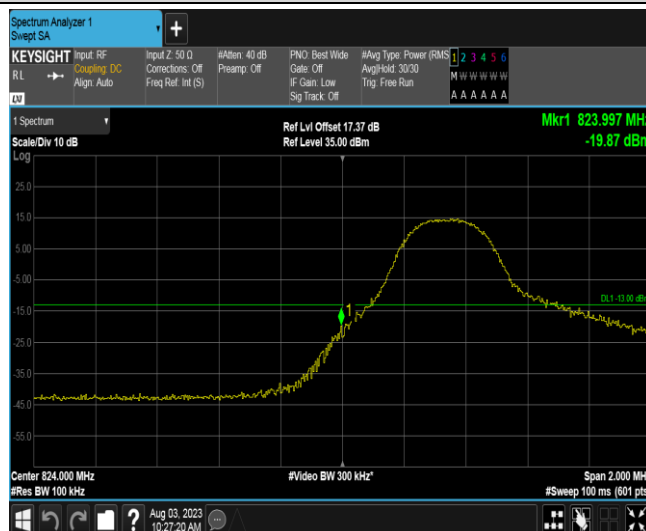 Spectrum Analyzer 1
Swept SA
KEYSIGHT
RL
LXI
Input: RF
Coupling: DC
Align: Auto
Input Z: 50 Ω
Corrections: Off
Freq Ref: Int (S)
#Atten: 40 dB
Preamp: Off
PNO: Best Wide
Gate: Off
IF Gain: Low
Sig Track: Off
#Avg Type: Power (RMS
Avg|Hold: 30/30
Trig: Free Run
1 2 3 4 5 6
M W W W W W
A A A A A A
1 Spectrum
Scale/Div 10 dB
Log
Ref Lvl Offset 17.37 dB
Ref Level 35.00 dBm
Mkr1 823.997 MHz
-19.87 dBm
25.0
15.0
5.00
-5.00
-15.0
-25.0
-35.0
-45.0
-55.0
1
DL1 -13.00 dBm
Center 824.000 MHz
#Res BW 100 kHz
#Video BW 300 kHz*
Span 2.000 MHz
#Sweep 100 ms (601 pts)
?
Aug 03, 2023
10:27:20 AM